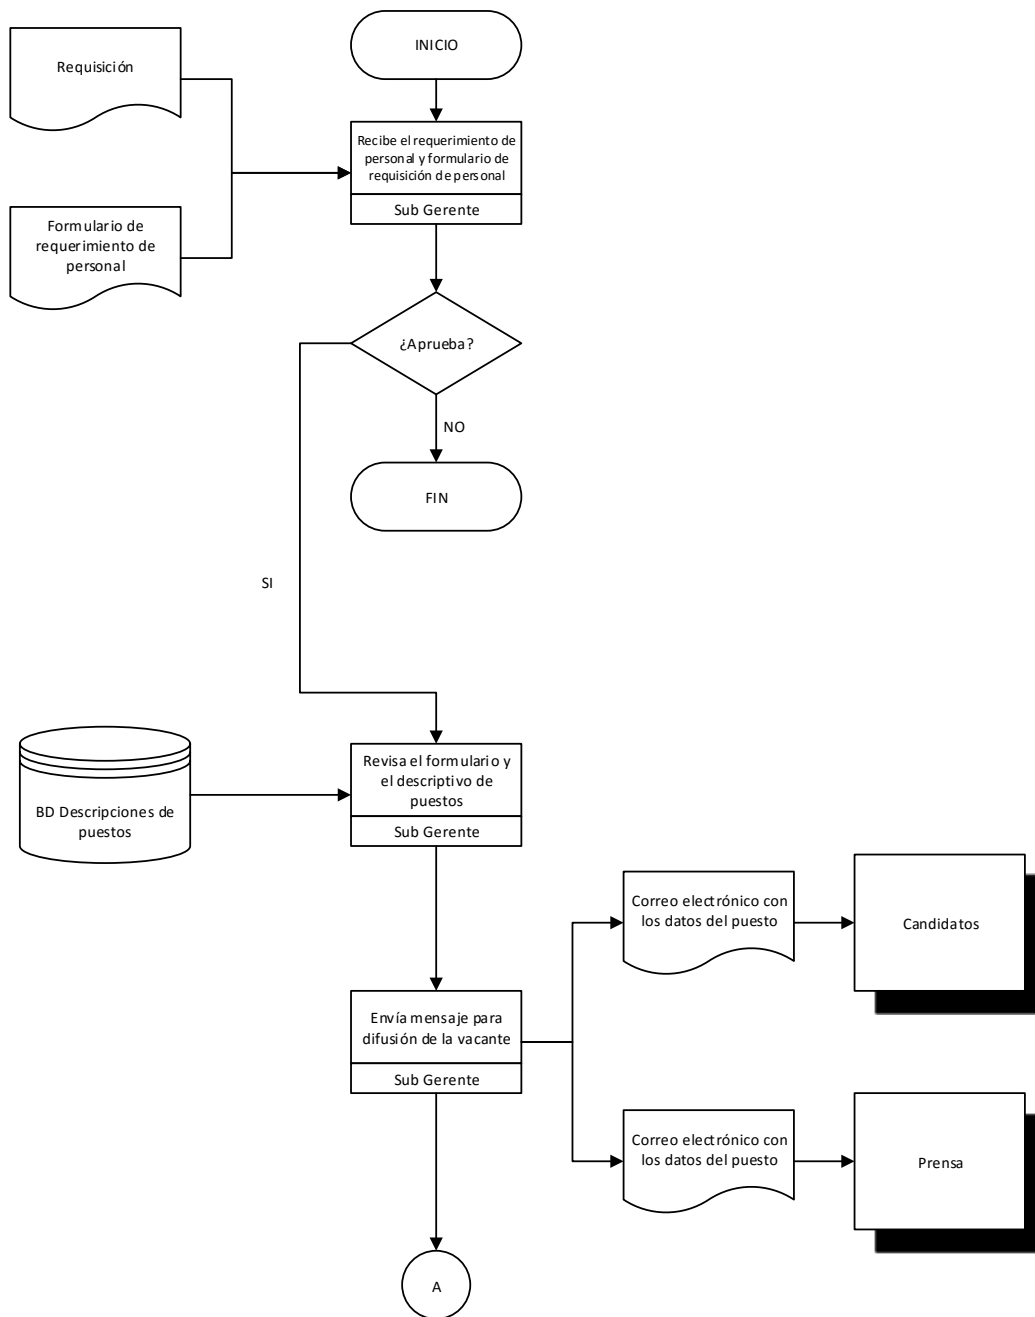 INICIO
Requisición
Recibe el requerimiento de
personal y formulario de
requisición de personal
Sub Gerente
Formulario de
requerimiento de
personal
¿Aprueba?
NO
FIN
SI
Revisa el formulario y
el descriptivo de
puestos
Sub Gerente
BD Descripciones de
puestos
Correo electrónico con
los datos del puesto
Candidatos
Envía mensaje para
difusión de la vacante
Sub Gerente
Correo electrónico con
los datos del puesto
Prensa
A